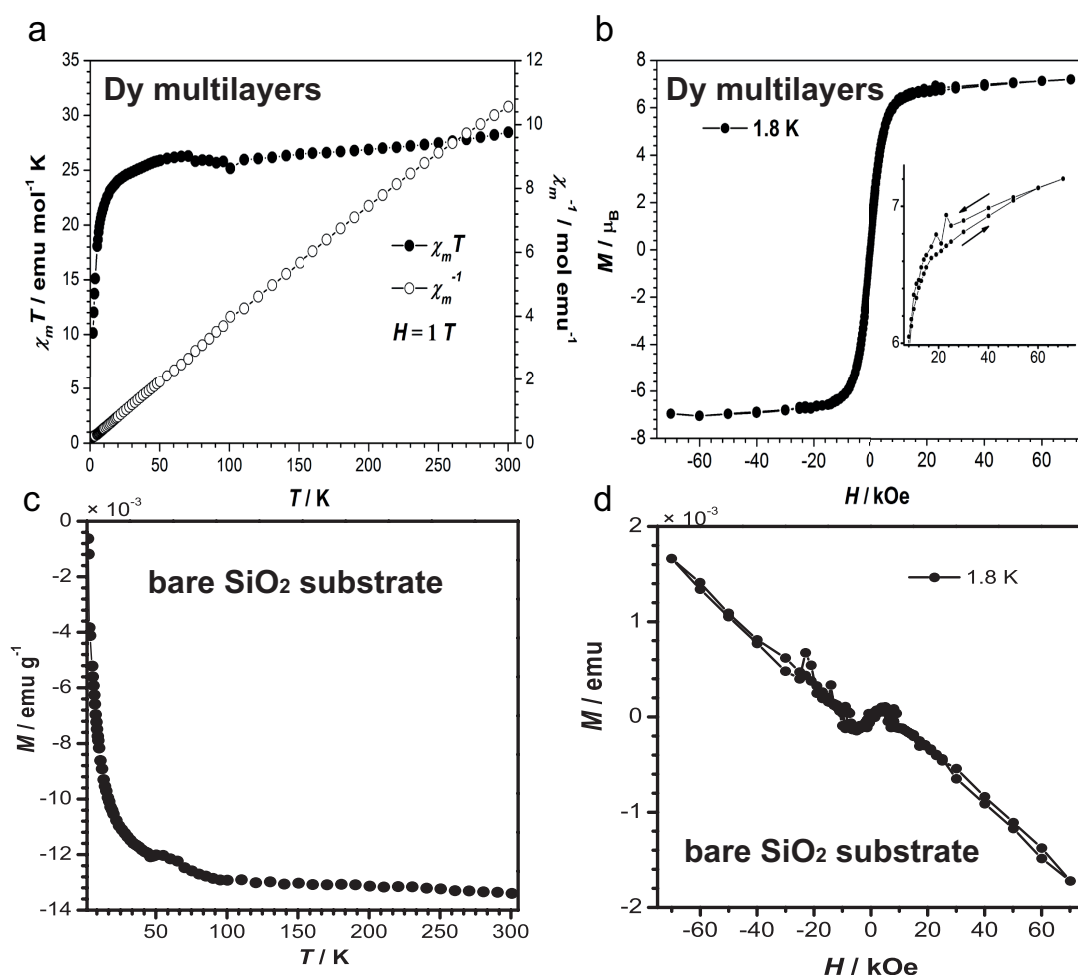 a
Dy multilayers
35
30
25
20
15
10
5
0
χₘT / emu mol⁻¹ K
12
10
8
6
4
2
0
χₘ⁻¹ / mol emu⁻¹
χₘT
χₘ⁻¹
H = 1 T
0 50 100 150 200 250 300
T / K
b
Dy multilayers
1.8 K
8
6
4
2
0
-2
-4
-6
-8
M / μB
7
6
20 40 60
-60 -40 -20 0 20 40 60
H / kOe
c
× 10⁻³
bare SiO₂ substrate
0
-2
-4
-6
-8
-10
-12
-14
M / emu g⁻¹
50 100 150 200 250 300
T / K
d
× 10⁻³
1.8 K
2
1
0
-1
-2
M / emu
bare SiO₂ substrate
-60 -40 -20 0 20 40 60
H / kOe